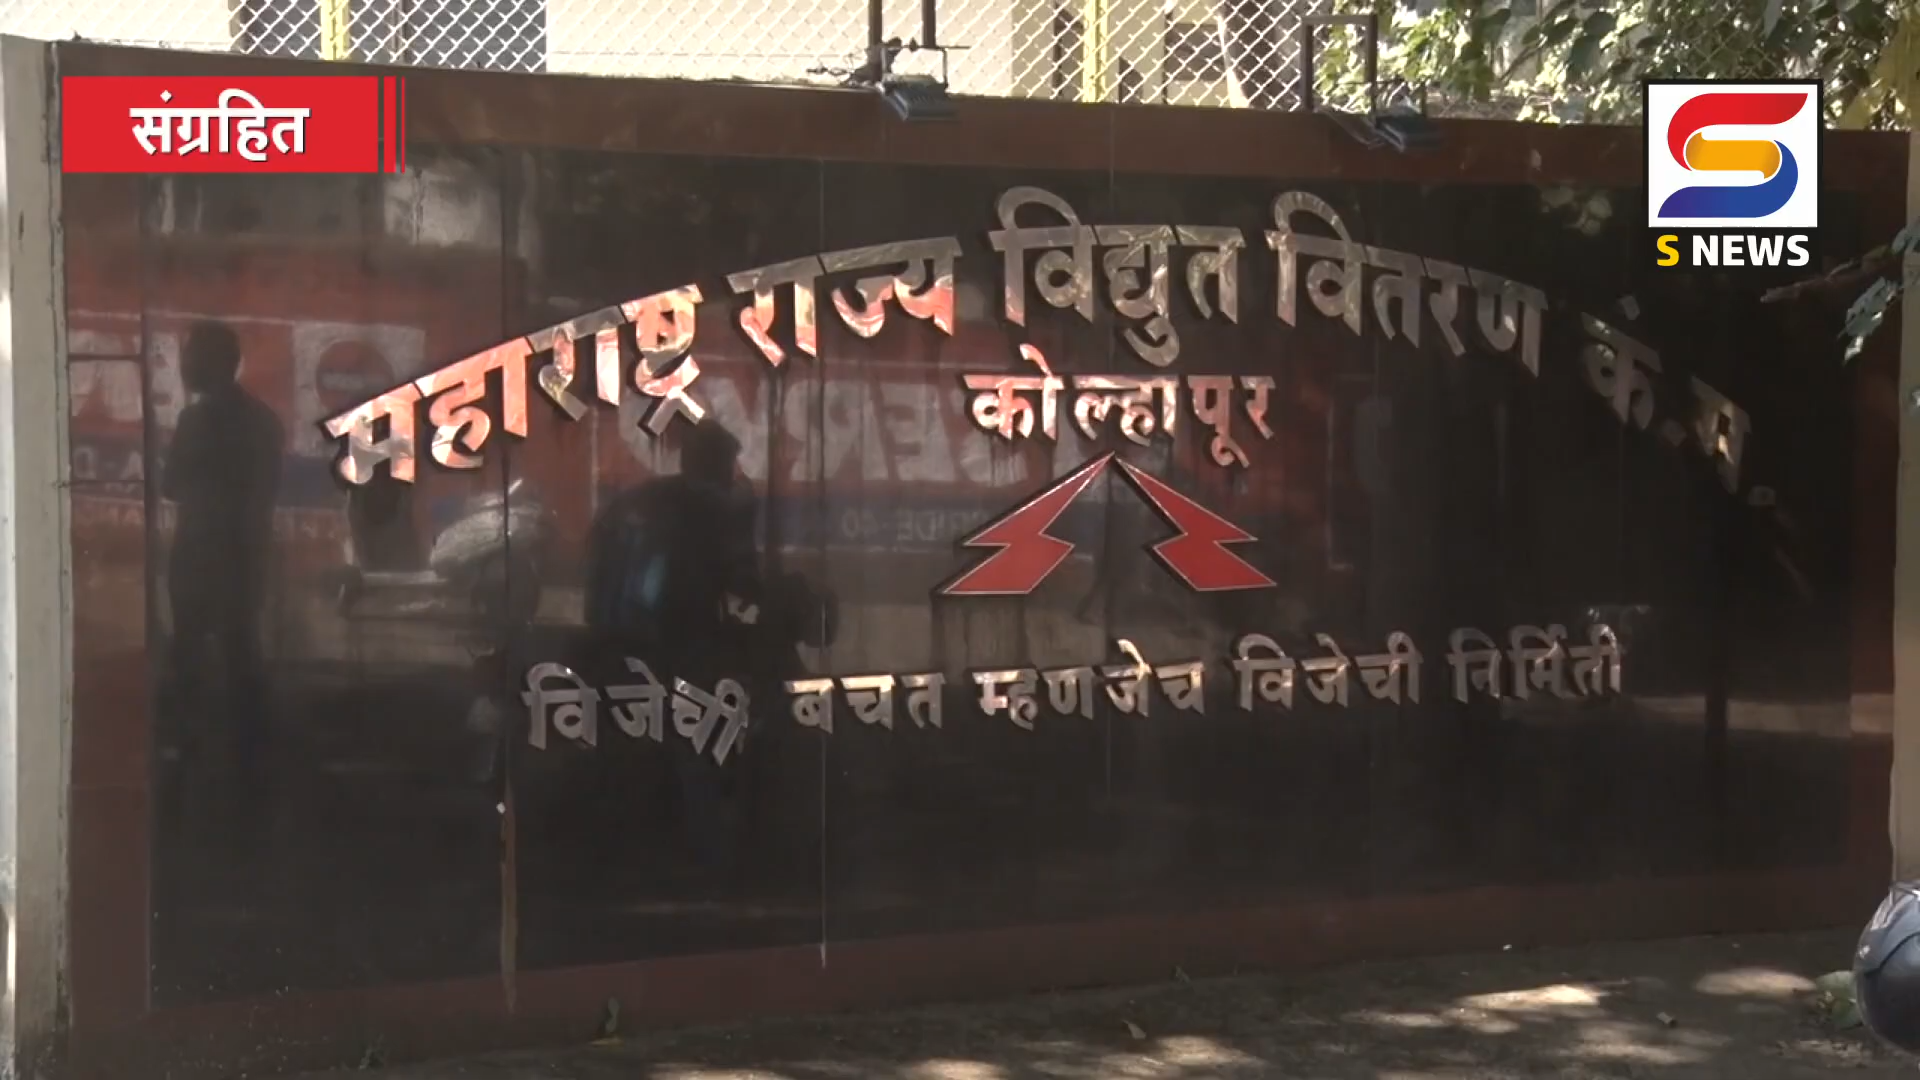 संग्रहित
S NEWS
महाराष्ट्र राज्य विद्युत वितरण कं.म.
कोल्हापूर
विजेची बचत म्हणजेच विजेची निर्मिती